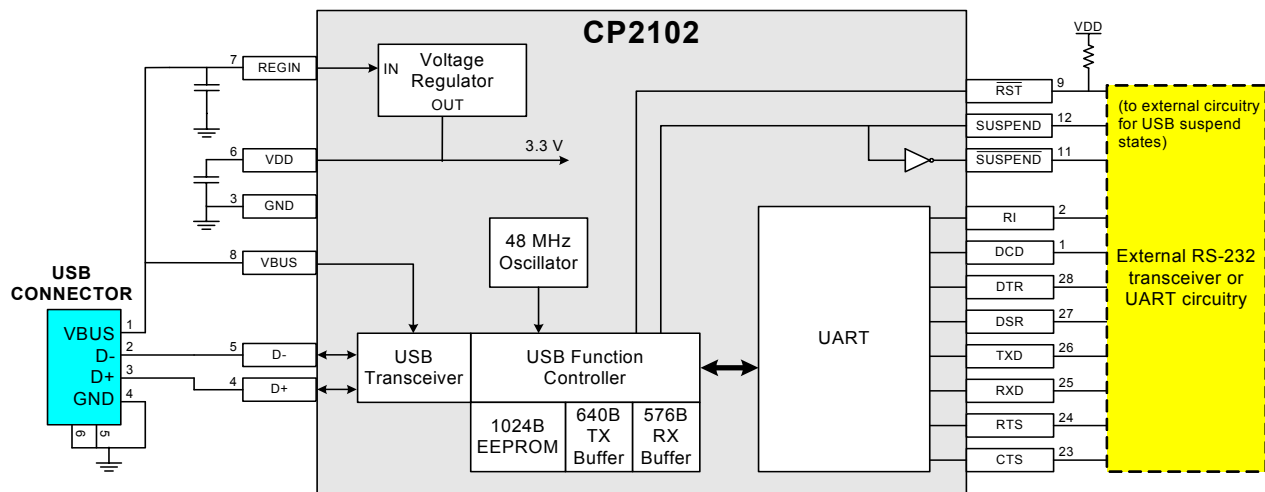 CP2102
7
REGIN
IN
Voltage
Regulator
OUT
6
VDD
3.3 V
3
GND
8
VBUS
48 MHz
Oscillator
USB
CONNECTOR
VBUS
D-
D+
GND
1
2
3
4
6
5
5
D-
4
D+
USB
Transceiver
USB Function
Controller
1024B
EEPROM
640B
TX
Buffer
576B
RX
Buffer
UART
VDD
RST
9
SUSPEND
12
SUSPEND
11
RI
2
DCD
1
DTR
28
DSR
27
TXD
26
RXD
25
RTS
24
CTS
23
(to external circuitry
for USB suspend
states)
External RS-232
transceiver or
UART circuitry